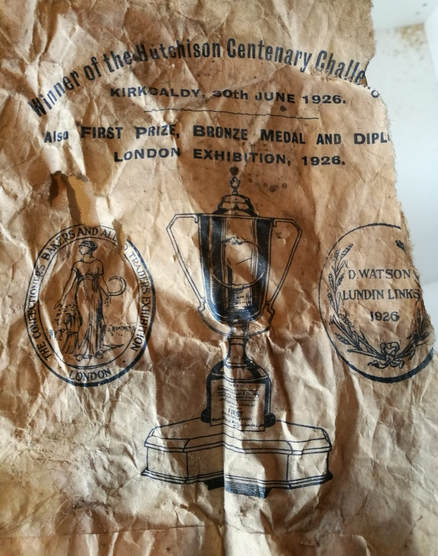 Winner of the Hutchison Centenary Challe
KIRKCALDY, 30th JUNE 1926.
Also FIRST PRIZE, BRONZE MEDAL AND DIPL
LONDON EXHIBITION, 1926.
THE CONFECTIONERS BAKERS AND ALLIED TRADERS EXHIBITION
LONDON
D. WATSON
LUNDIN LINKS
1926